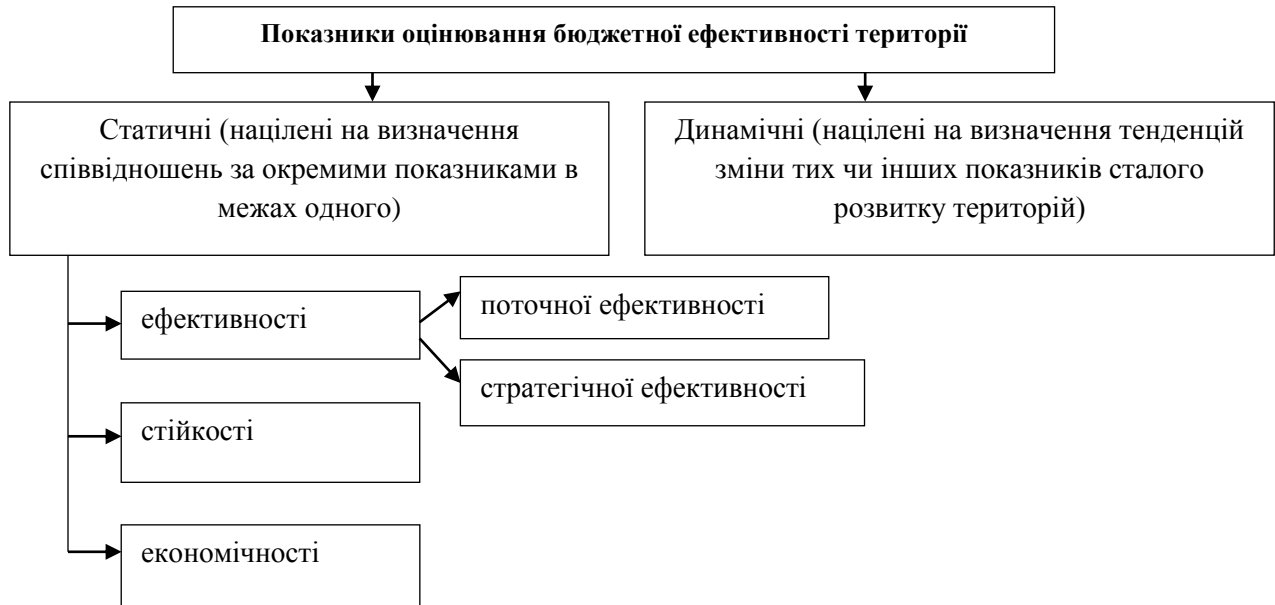 Показники оцінювання бюджетної ефективності території
Статичні (націлені на визначення
співвідношень за окремими показниками в
межах одного)
Динамічні (націлені на визначення тенденцій
зміни тих чи інших показників сталого
розвитку територій)
ефективності
поточної ефективності
стратегічної ефективності
стійкості
економічності